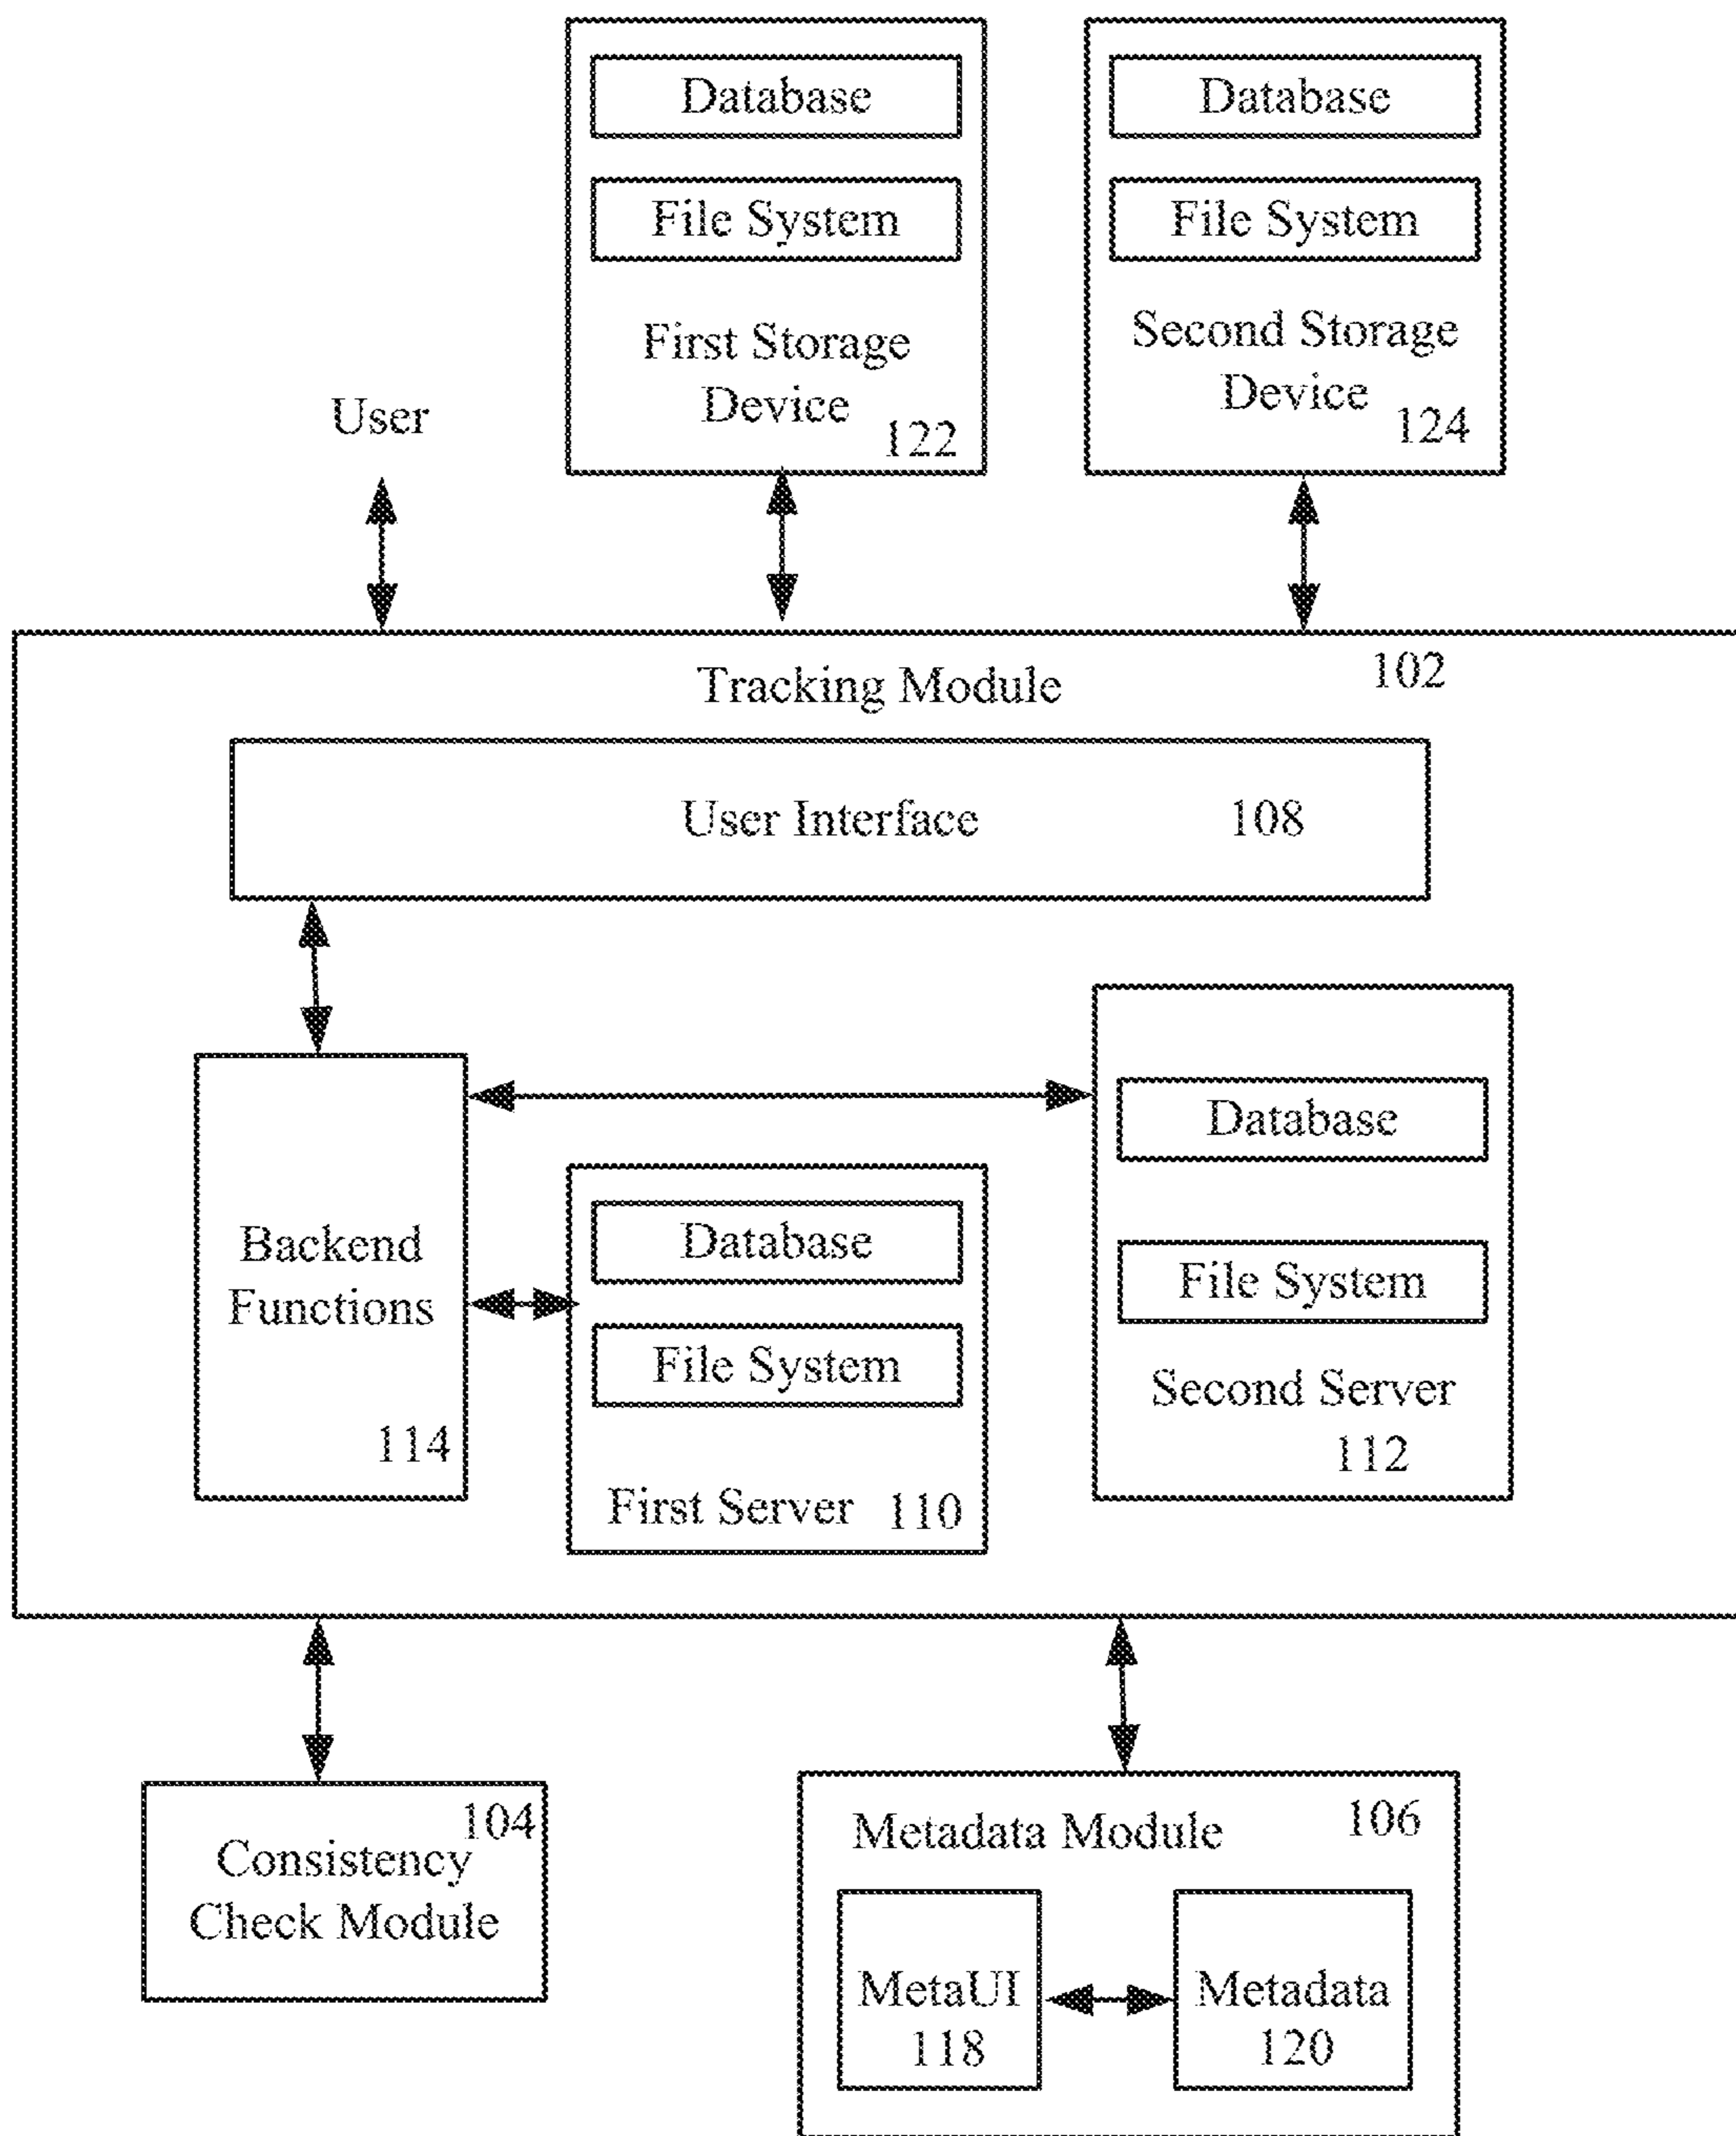 Database
File System
First Storage
Device
122
Database
File System
Second Storage
Device
124
User
Tracking Module
102
User Interface
108
Backend
Functions
114
Database
File System
First Server
110
Database
File System
Second Server
112
104
Consistency
Check Module
Metadata Module
106
MetaUI
118
Metadata
120